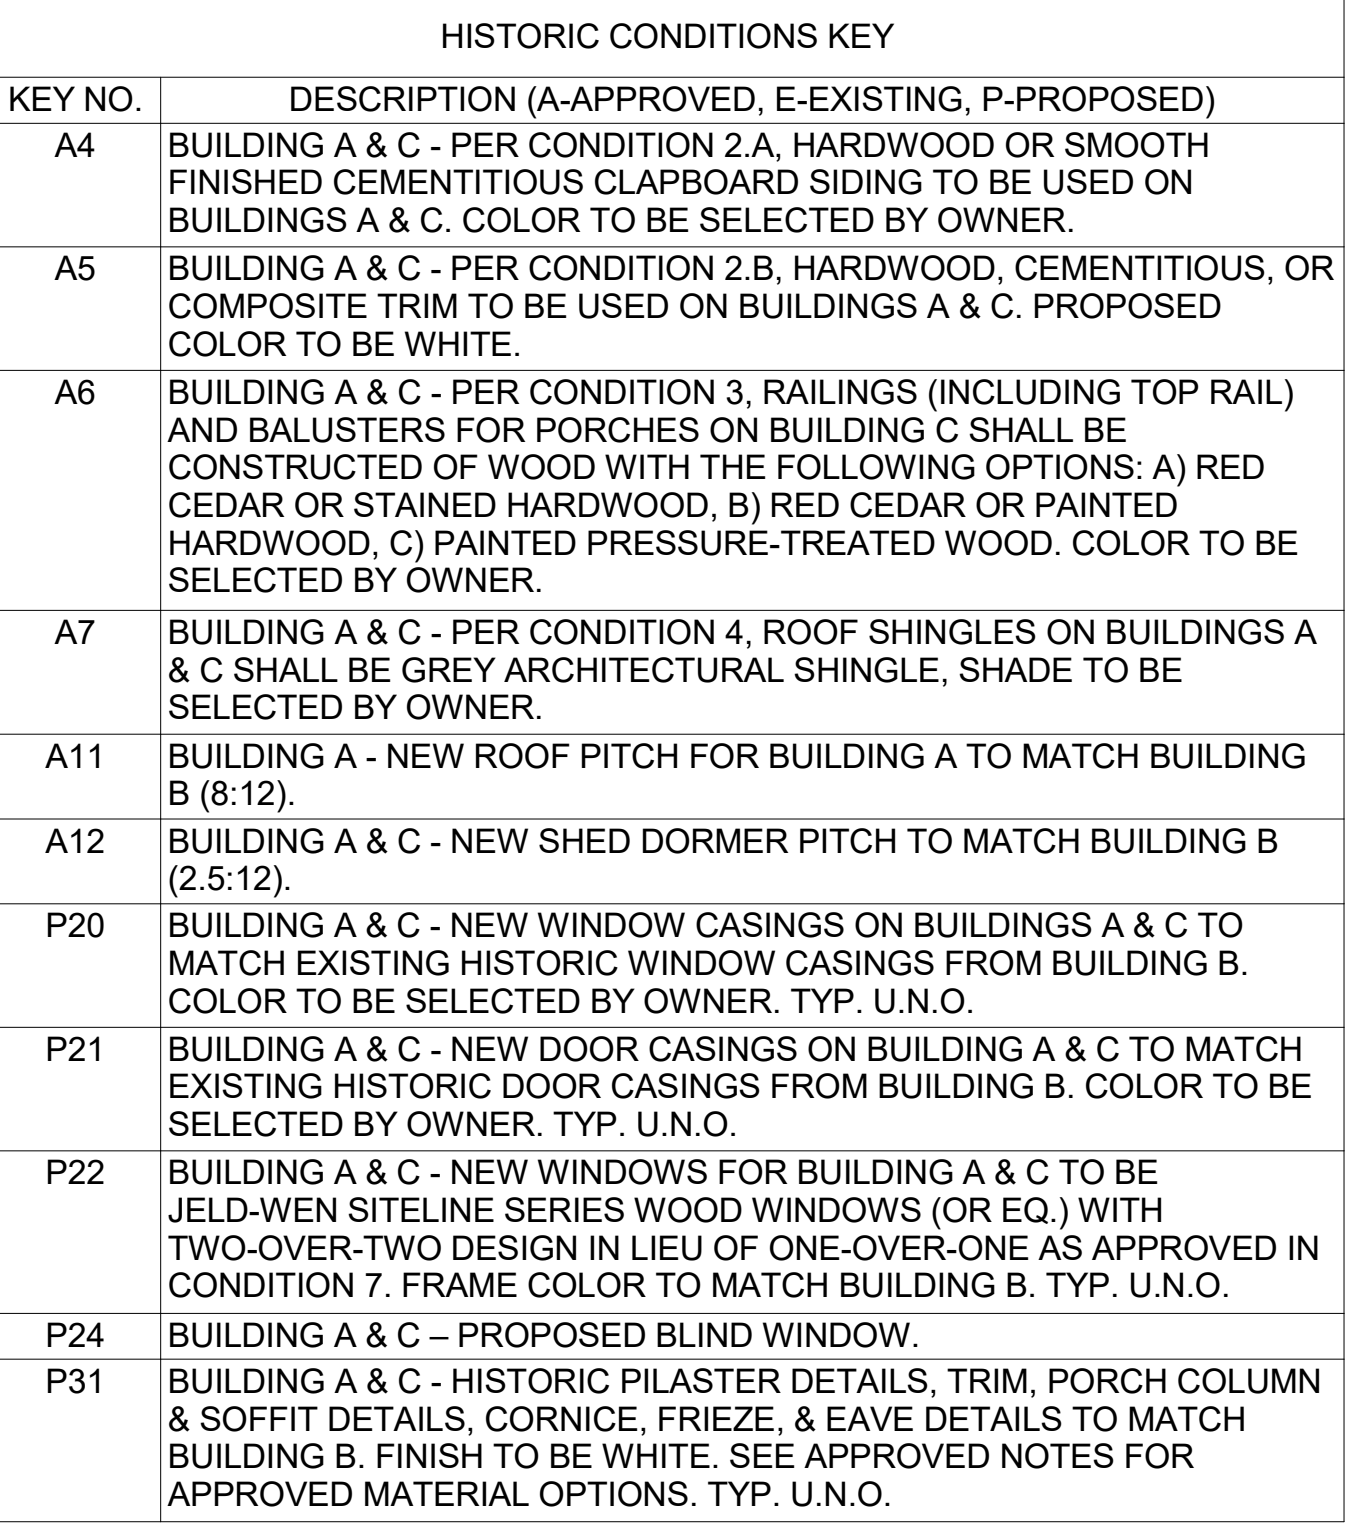 HISTORIC CONDITIONS KEY
KEY NO. DESCRIPTION (A-APPROVED, E-EXISTING, P-PROPOSED)
A4 BUILDING A & C - PER CONDITION 2.A, HARDWOOD OR SMOOTH
FINISHED CEMENTITIOUS CLAPBOARD SIDING TO BE USED ON
BUILDINGS A & C. COLOR TO BE SELECTED BY OWNER.
A5 BUILDING A & C - PER CONDITION 2.B, HARDWOOD, CEMENTITIOUS, OR
COMPOSITE TRIM TO BE USED ON BUILDINGS A & C. PROPOSED
COLOR TO BE WHITE.
A6 BUILDING A & C - PER CONDITION 3, RAILINGS (INCLUDING TOP RAIL)
AND BALUSTERS FOR PORCHES ON BUILDING C SHALL BE
CONSTRUCTED OF WOOD WITH THE FOLLOWING OPTIONS: A) RED
CEDAR OR STAINED HARDWOOD, B) RED CEDAR OR PAINTED
HARDWOOD, C) PAINTED PRESSURE-TREATED WOOD. COLOR TO BE
SELECTED BY OWNER.
A7 BUILDING A & C - PER CONDITION 4, ROOF SHINGLES ON BUILDINGS A
& C SHALL BE GREY ARCHITECTURAL SHINGLE, SHADE TO BE
SELECTED BY OWNER.
A11 BUILDING A - NEW ROOF PITCH FOR BUILDING A TO MATCH BUILDING
B (8:12).
A12 BUILDING A & C - NEW SHED DORMER PITCH TO MATCH BUILDING B
(2.5:12).
P20 BUILDING A & C - NEW WINDOW CASINGS ON BUILDINGS A & C TO
MATCH EXISTING HISTORIC WINDOW CASINGS FROM BUILDING B.
COLOR TO BE SELECTED BY OWNER. TYP. U.N.O.
P21 BUILDING A & C - NEW DOOR CASINGS ON BUILDING A & C TO MATCH
EXISTING HISTORIC DOOR CASINGS FROM BUILDING B. COLOR TO BE
SELECTED BY OWNER. TYP. U.N.O.
P22 BUILDING A & C - NEW WINDOWS FOR BUILDING A & C TO BE
JELD-WEN SITELINE SERIES WOOD WINDOWS (OR EQ.) WITH
TWO-OVER-TWO DESIGN IN LIEU OF ONE-OVER-ONE AS APPROVED IN
CONDITION 7. FRAME COLOR TO MATCH BUILDING B. TYP. U.N.O.
P24 BUILDING A & C – PROPOSED BLIND WINDOW.
P31 BUILDING A & C - HISTORIC PILASTER DETAILS, TRIM, PORCH COLUMN
& SOFFIT DETAILS, CORNICE, FRIEZE, & EAVE DETAILS TO MATCH
BUILDING B. FINISH TO BE WHITE. SEE APPROVED NOTES FOR
APPROVED MATERIAL OPTIONS. TYP. U.N.O.